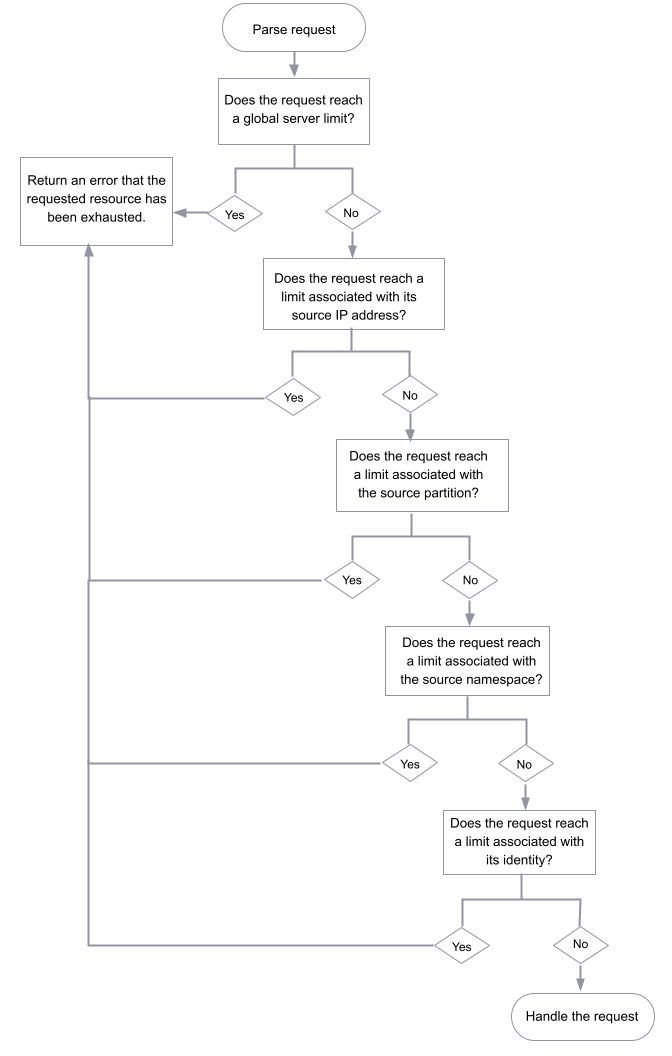 Parse request
Does the request reach
a global server limit?
Return an error that the
requested resource has
been exhausted.
Yes
No
Does the request reach a
limit associated with its
source IP address?
Yes
No
Does the request reach
a limit associated with
the source partition?
Yes
No
Does the request reach
a limit associated with
the source namespace?
Yes
No
Does the request reach
a limit associated with
its identity?
Yes
No
Handle the request